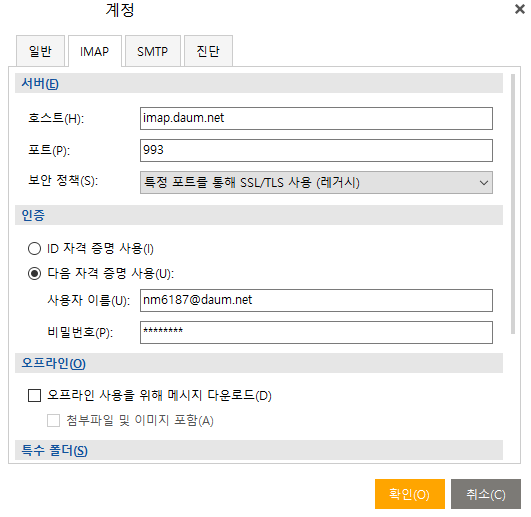 계정
일반 IMAP SMTP 진단
서버(E)
호스트(H): imap.daum.net
포트(P): 993
보안 정책(S): 특정 포트를 통해 SSL/TLS 사용 (레거시)
인증
ID 자격 증명 사용(I)
다음 자격 증명 사용(U):
사용자 이름(U): nm6187@daum.net
비밀번호(P): ********
오프라인(O)
오프라인 사용을 위해 메시지 다운로드(D)
첨부파일 및 이미지 포함(A)
특수 폴더(S)
확인(O) 취소(C)